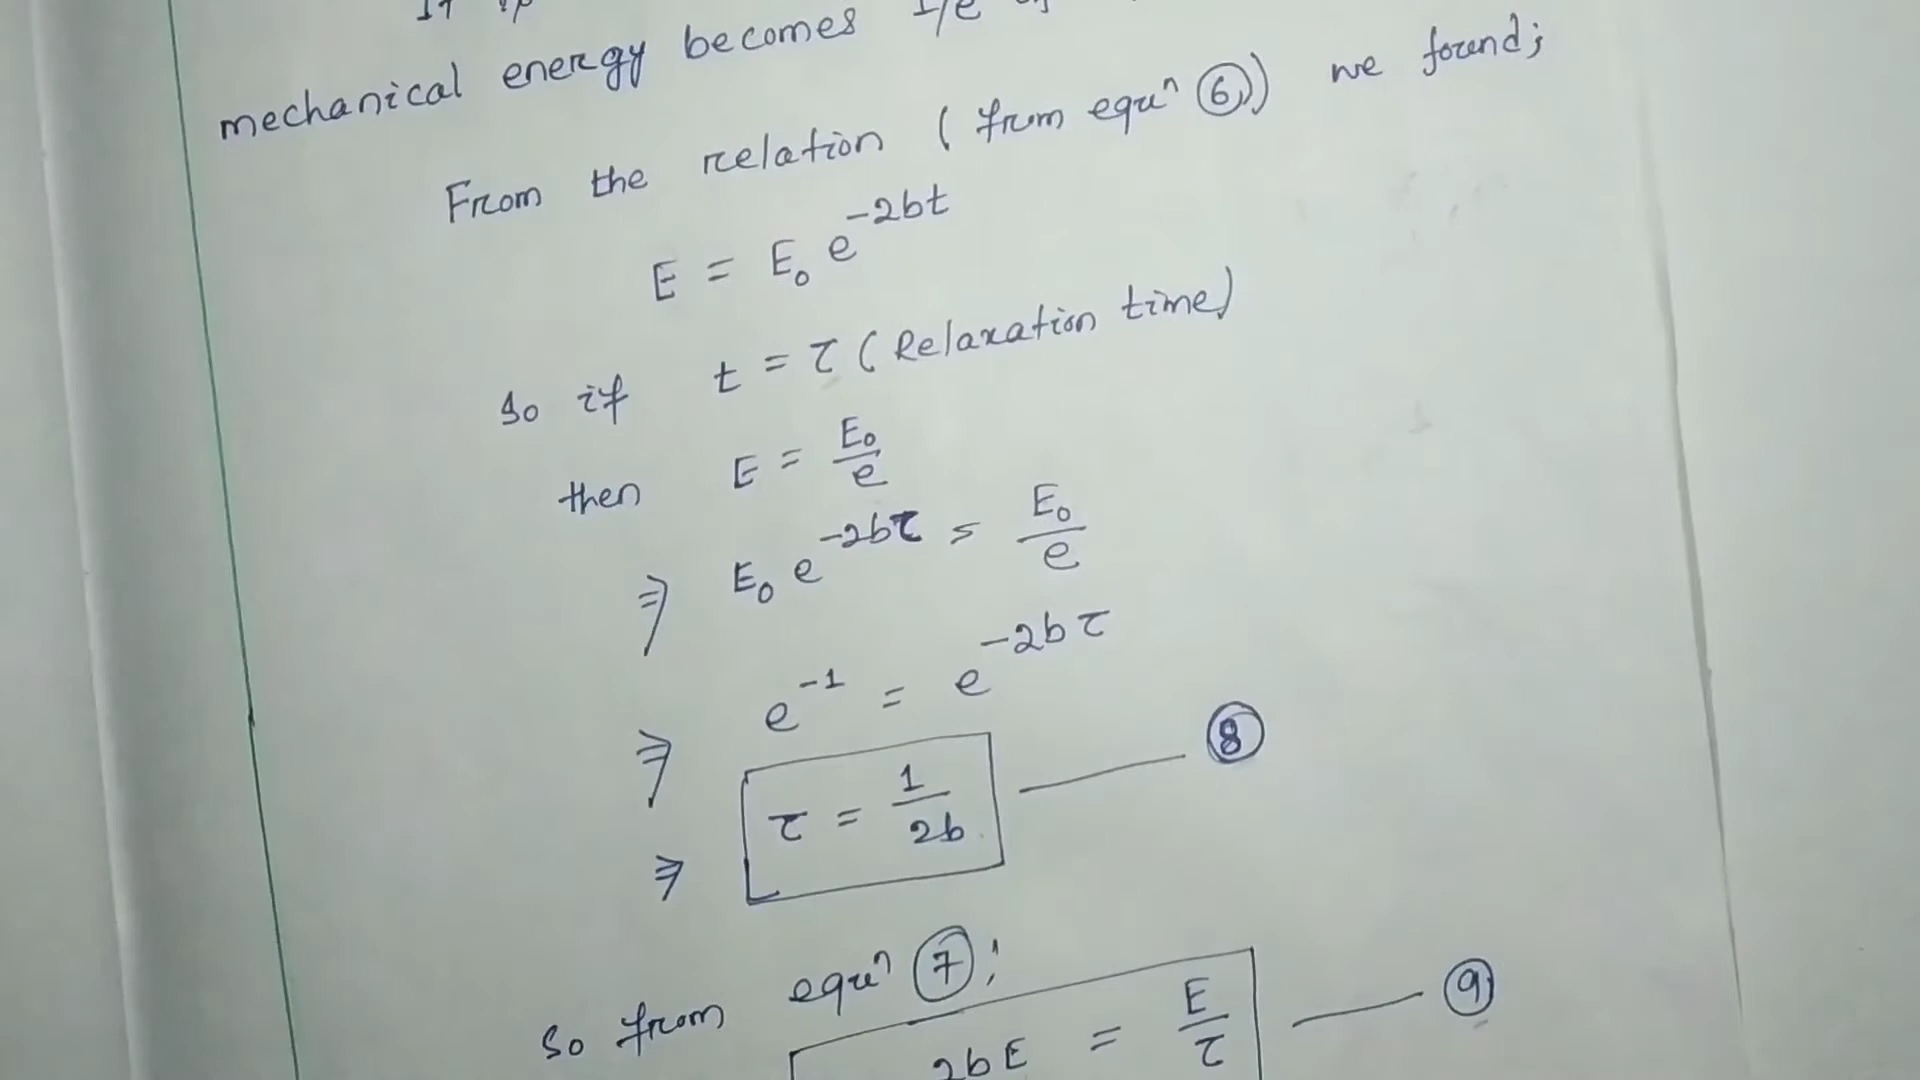 mechanical energy becomes 1/e
From the relation (from equⁿ ⑥) we found;
E = E₀ e^{-2bt}
So if t = τ (Relaxation time)
then E = E₀/e
⇒ E₀ e^{-2bτ} = E₀/e
⇒ e^{-1} = e^{-2bτ}
⇒ τ = 1/2b — ⑧
So from equⁿ ⑦;
2bE = E/τ — ⑨